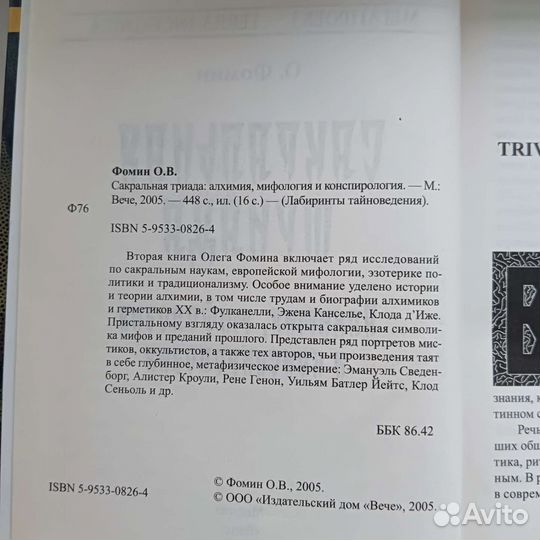 Фомин О.В.
Сакральная триада: алхимия, мифология и конспирология. — М.:
Вече, 2005. — 448 с., ил. (16 с.) — (Лабиринты тайноведения).
Ф76
ISBN 5-9533-0826-4
Вторая книга Олега Фомина включает ряд исследований
по сакральным наукам, европейской мифологии, эзотерике по-
литики и традиционализму. Особое внимание уделено истории
и теории алхимии, в том числе трудам и биографии алхимиков
и герметиков XX в.: Фулканелли, Эжена Канселье, Клода д’Иже.
Пристальному взгляду оказалась открыта сакральная символи-
ка мифов и преданий прошлого. Представлен ряд портретов мис-
тиков, оккультистов, а также тех авторов, чьи произведения таят
в себе глубинное, метафизическое измерение: Эмануэль Сведен-
борг, Алистер Кроули, Рене Генон, Уильям Батлер Йейтс, Клод
Сеньоль и др.
ББК 86.42
© Фомин О.В., 2005.
ISBN 5-9533-0826-4
© ООО «Издательский дом «Вече», 2005.
TRIV
знания, к
тинном с
Речь
ших общ
тика, рит
ным. В р
в соврем
Avito